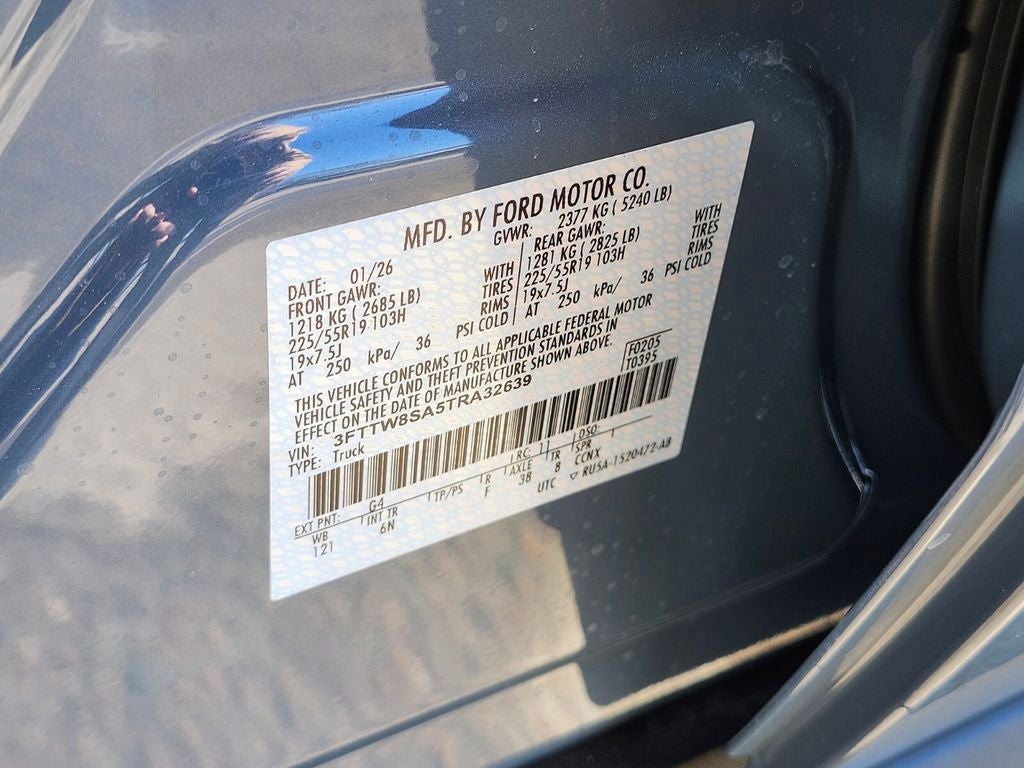 MFD. BY FORD MOTOR CO.
DATE: 01/26 GVWR: 2377 KG ( 5240 LB)
FRONT GAWR: REAR GAWR:
1218 KG ( 2685 LB) WITH 1281 KG ( 2825 LB) WITH
225/55R19 103H TIRES 225/55R19 103H TIRES
19x7.5J RIMS 19x7.5J RIMS
AT 250 kPa/ 36 PSI COLD AT 250 kPa/ 36 PSI COLD
THIS VEHICLE CONFORMS TO ALL APPLICABLE FEDERAL MOTOR
VEHICLE SAFETY AND THEFT PREVENTION STANDARDS IN
EFFECT ON THE DATE OF MANUFACTURE SHOWN ABOVE.
F0205
T0395
VIN: 3FTTW8SA5TRA32639
TYPE: Truck
EXT PNT: G4 RC: 11 DSO:
WB INT TR TP/PS R AXLE TR SPR 1
121 6N F 38 8 CCNX
UTC RU5A-1520472-AB